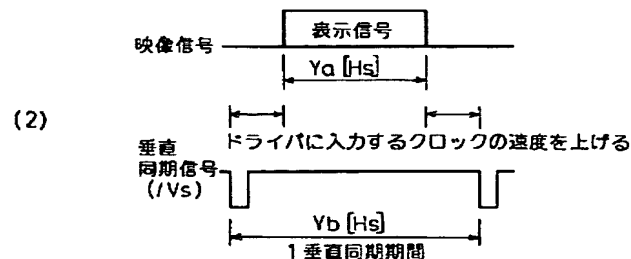 表示信号
映像信号
Ya [Hs]
(2)
ドライバに入力するクロックの速度を上げる
垂直
同期信号
(/Vs)
Yb [Hs]
1垂直同期期間